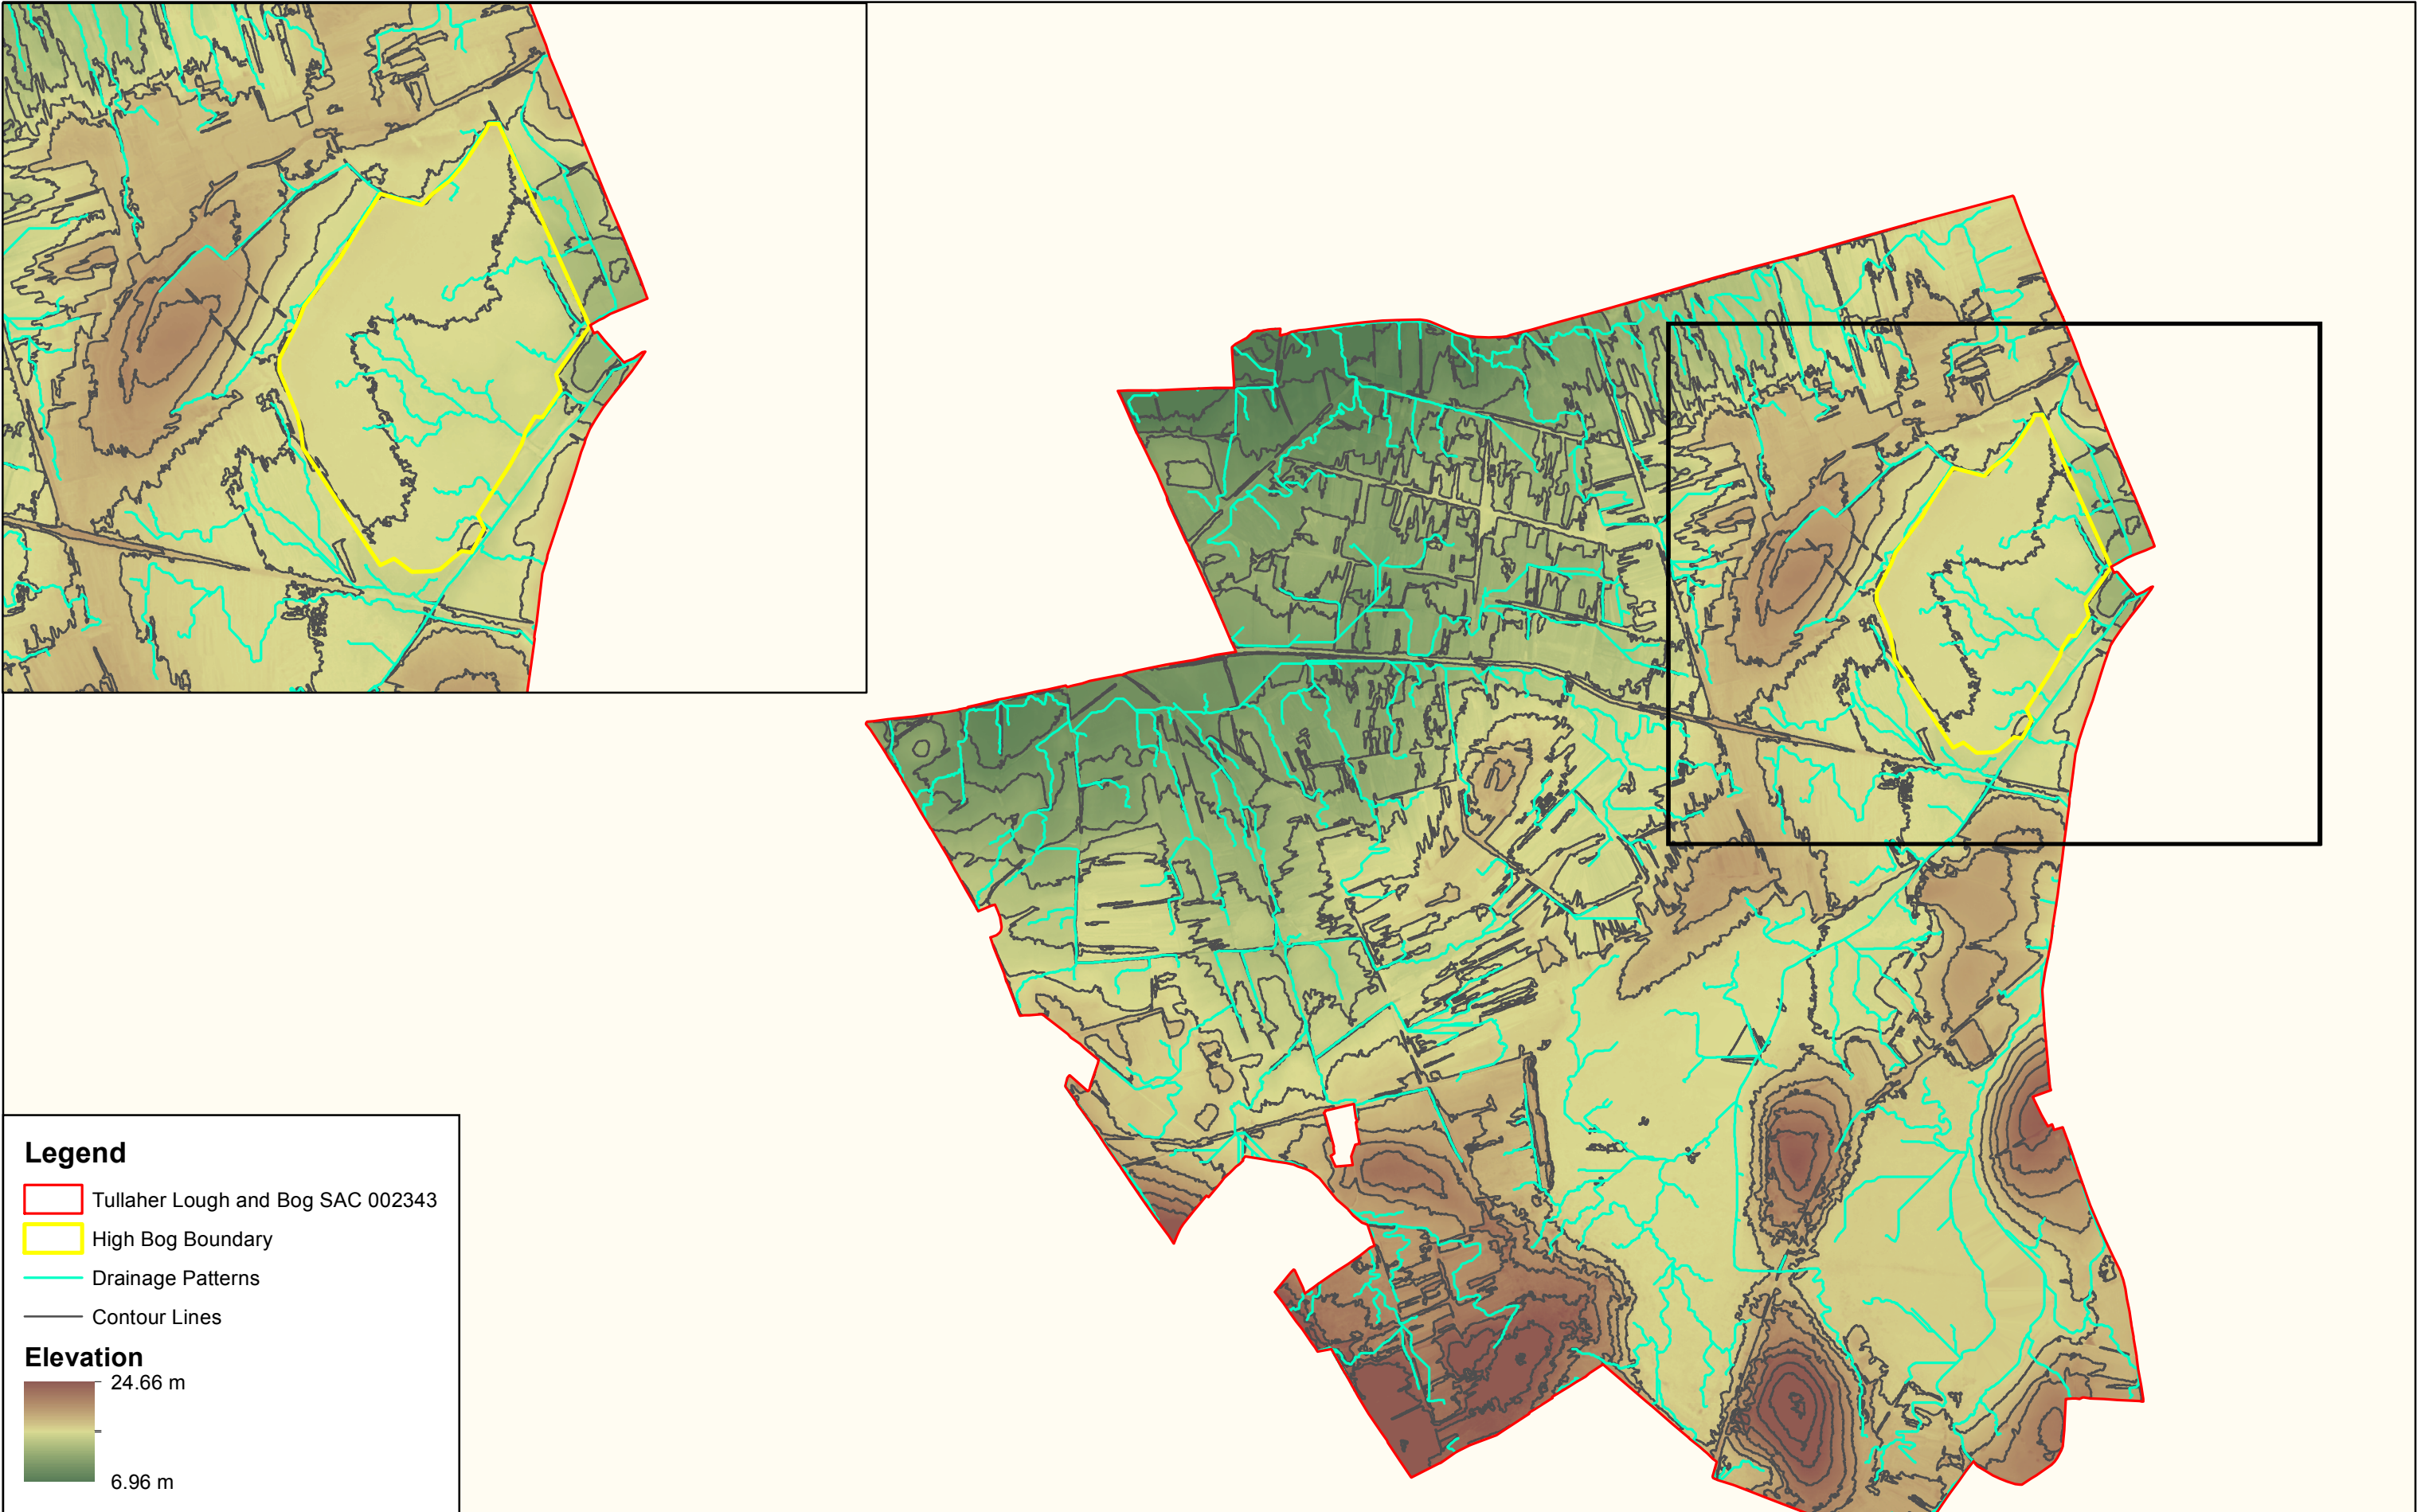 Legend
Tullaher Lough and Bog SAC 002343
High Bog Boundary
Drainage Patterns
Contour Lines
Elevation
24.66 m
6.96 m